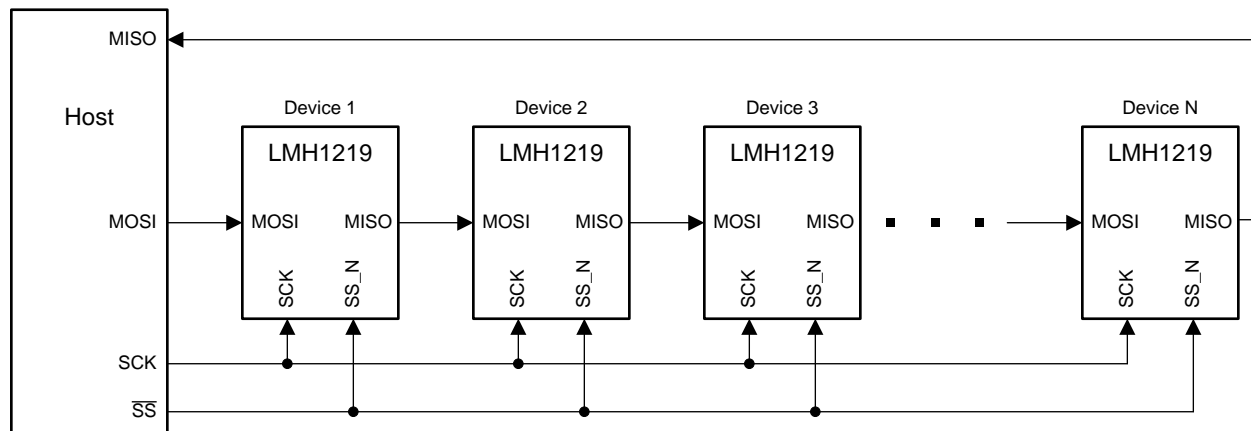 MISO
Host
Device 1
Device 2
Device 3
Device N
LMH1219
LMH1219
LMH1219
LMH1219
MOSI
MOSI MISO
MOSI MISO
MOSI MISO
MOSI MISO
SCK SS_N
SCK SS_N
SCK SS_N
SCK SS_N
SCK
S̅S̅